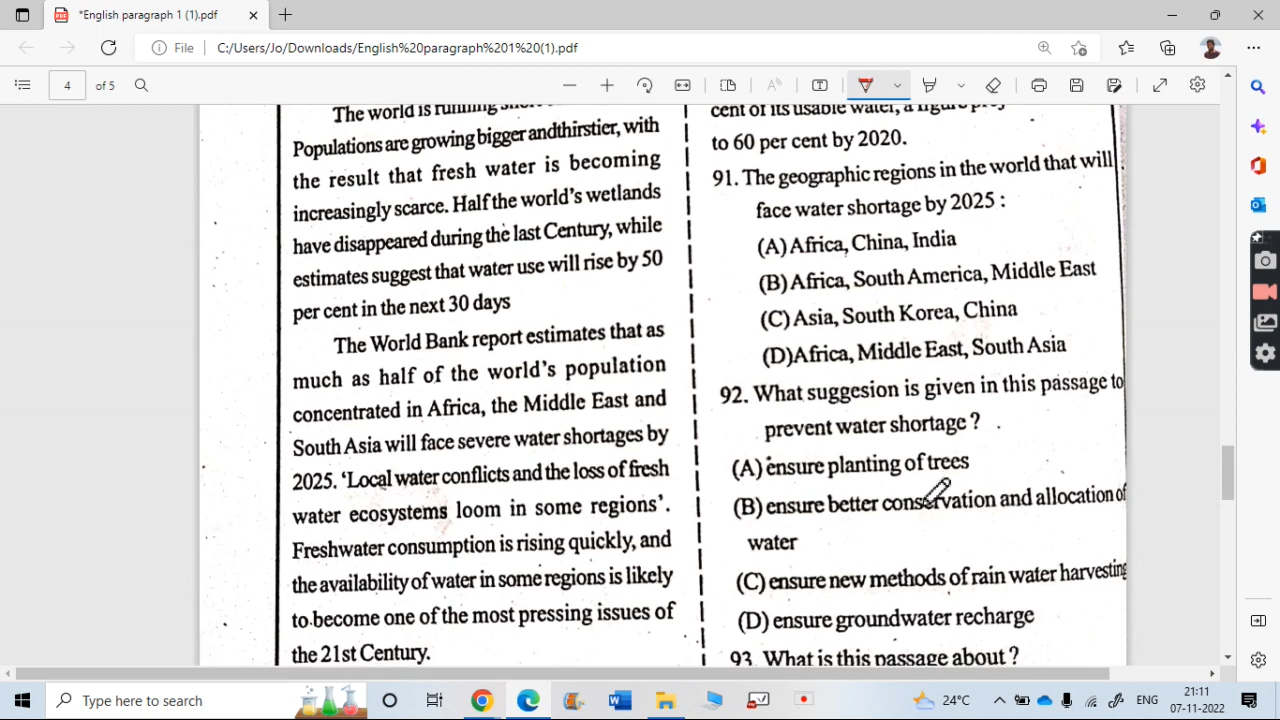 *English paragraph 1 (1).pdf
File C:/Users/Jo/Downloads/English%20paragraph%201%20(1).pdf
4 of 5
The world is running
Populations are growing bigger andthirstier, with
the result that fresh water is becoming
increasingly scarce. Half the world's wetlands
have disappeared during the last Century, while
estimates suggest that water use will rise by 50
per cent in the next 30 days
The World Bank report estimates that as
much as half of the world's population
concentrated in Africa, the Middle East and
South Asia will face severe water shortages by
2025. 'Local water conflicts and the loss of fresh
water ecosystems loom in some regions'.
Freshwater consumption is rising quickly, and
the availability of water in some regions is likely
to become one of the most pressing issues of
the 21st Century.
cent of its usable water, a figure
to 60 per cent by 2020.
91. The geographic regions in the world that will
face water shortage by 2025 :
(A) Africa, China, India
(B) Africa, South America, Middle East
(C) Asia, South Korea, China
(D) Africa, Middle East, South Asia
92. What suggesion is given in this passage to
prevent water shortage ?
(A) ensure planting of trees
(B) ensure better conservation and allocation of
water
(C) ensure new methods of rain water harvesting
(D) ensure groundwater recharge
93. What is this passage about ?
Type here to search
24°C
ENG
21:11
07-11-2022